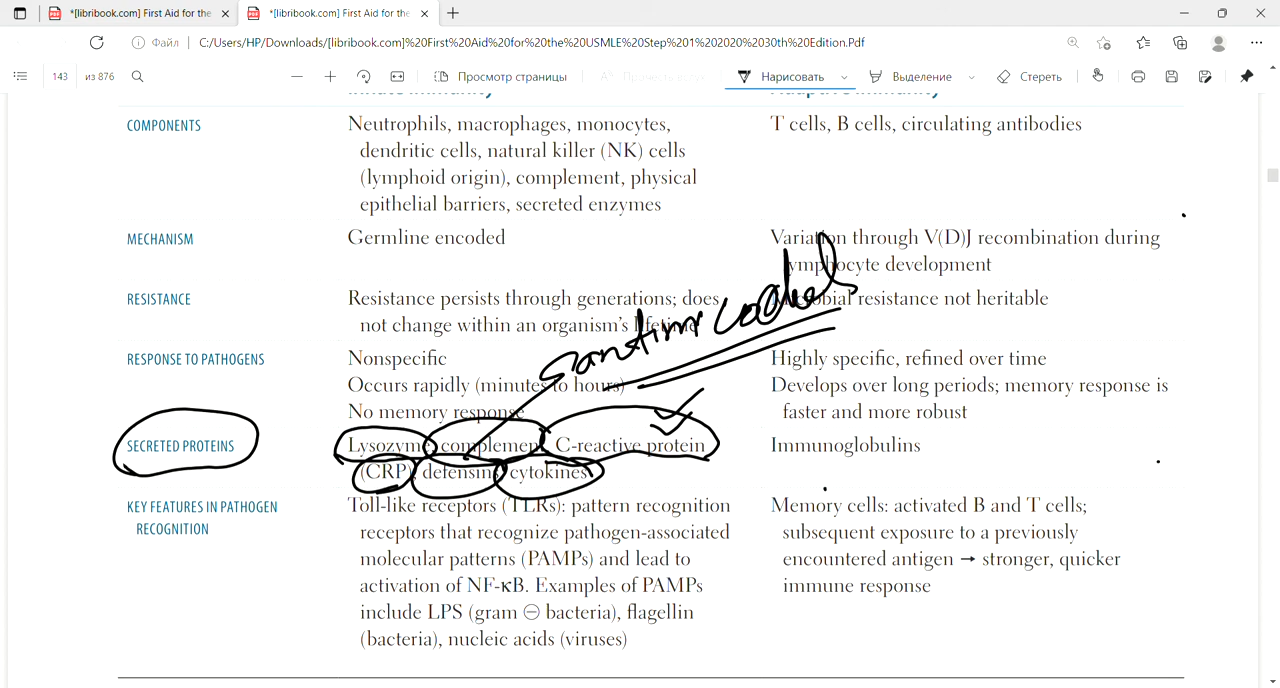 *[libribook.com] First Aid for the
*[libribook.com] First Aid for the
Файл
C:/Users/HP/Downloads/[libribook.com]%20First%20Aid%20for%20the%20USMLE%20Step%201%202020%2030th%20Edition.Pdf
143 из 876
Просмотр страницы
Прочесть вслух
Нарисовать
Выделение
Стереть
Innate immunity
Adaptive immunity
COMPONENTS
Neutrophils, macrophages, monocytes,
dendritic cells, natural killer (NK) cells
(lymphoid origin), complement, physical
epithelial barriers, secreted enzymes
T cells, B cells, circulating antibodies
MECHANISM
Germline encoded
Variation through V(D)J recombination during
lymphocyte development
RESISTANCE
Resistance persists through generations; does
not change within an organism’s lifetime
Microbial resistance not heritable
RESPONSE TO PATHOGENS
Nonspecific
Occurs rapidly (minutes to hours)
No memory response
Highly specific, refined over time
Develops over long periods; memory response is
faster and more robust
SECRETED PROTEINS
Lysozyme, complement, C-reactive protein
(CRP), defensins, cytokines
Immunoglobulins
KEY FEATURES IN PATHOGEN
RECOGNITION
Toll-like receptors (TLRs): pattern recognition
receptors that recognize pathogen-associated
molecular patterns (PAMPs) and lead to
activation of NF-κB. Examples of PAMPs
include LPS (gram ⊖ bacteria), flagellin
(bacteria), nucleic acids (viruses)
Memory cells: activated B and T cells;
subsequent exposure to a previously
encountered antigen → stronger, quicker
immune response